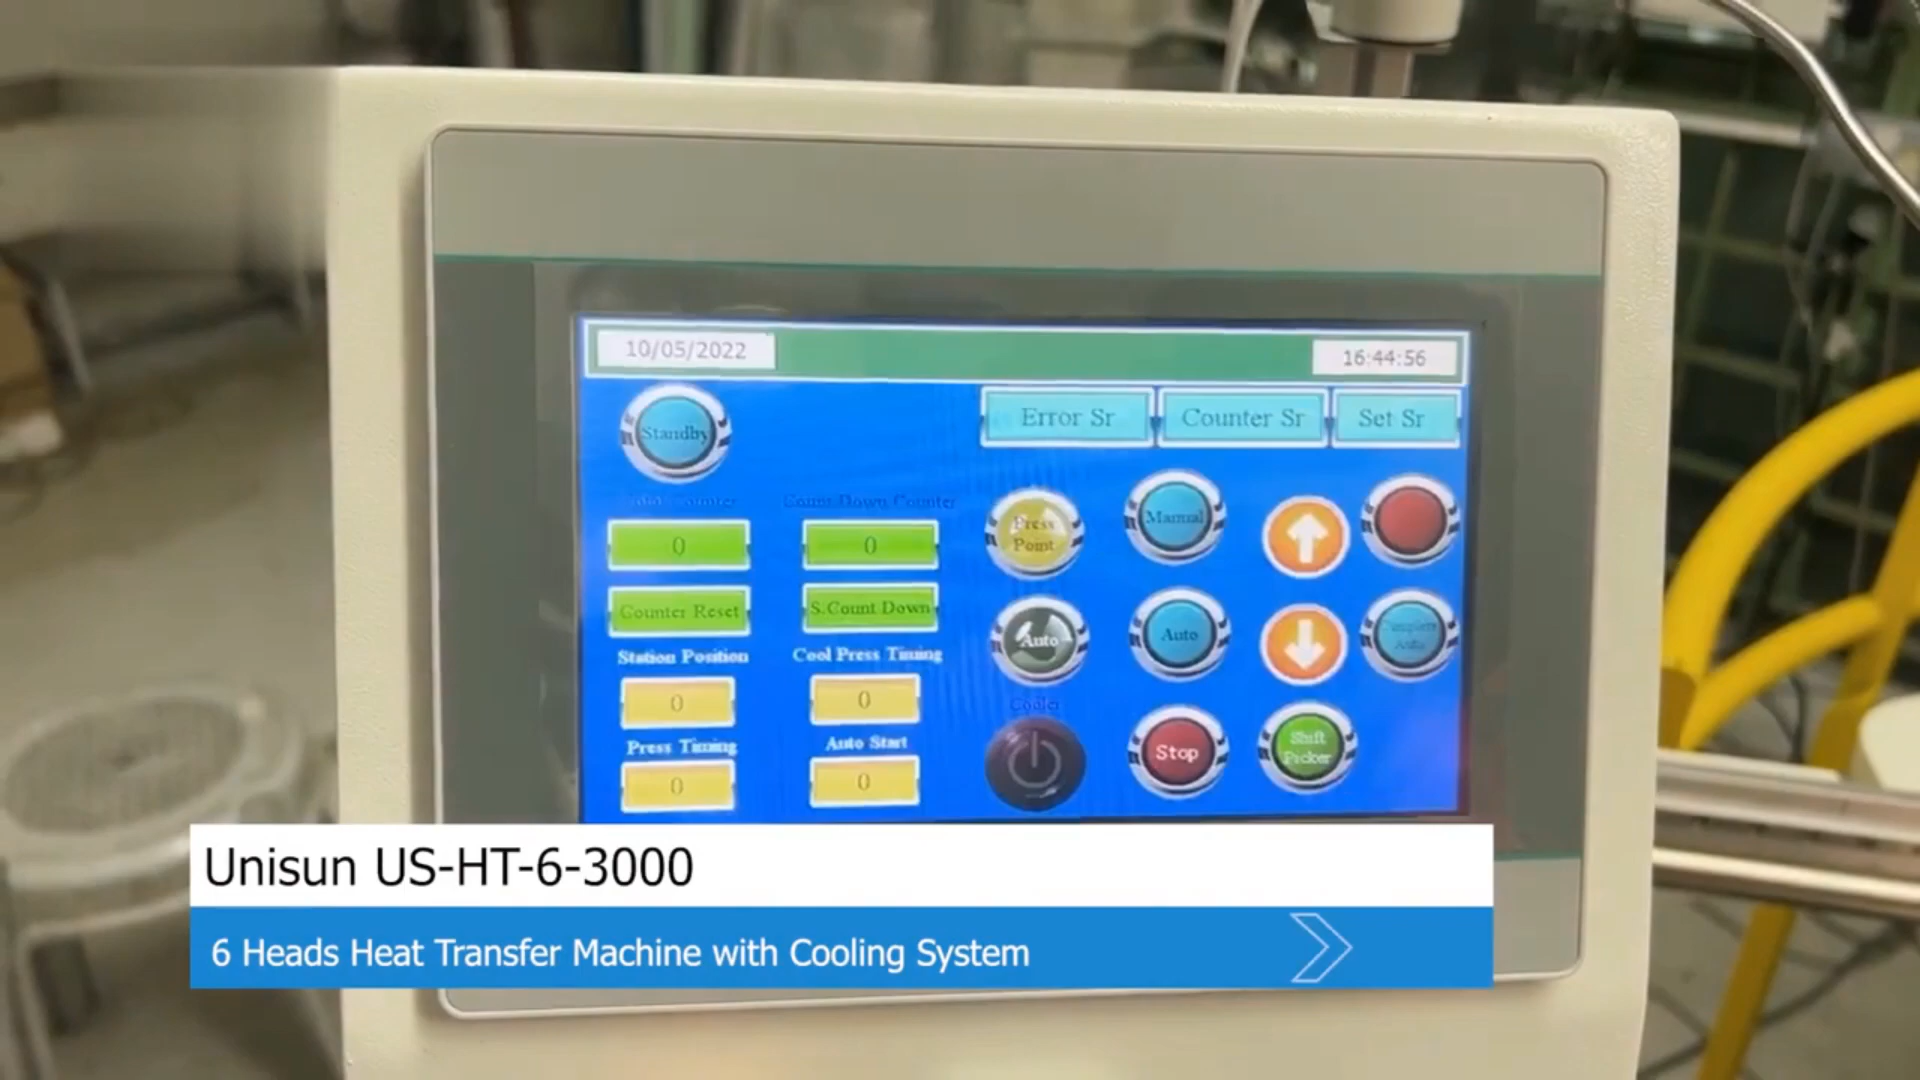 10/05/2022
16:44:56
Standby
Error Sr
Counter Sr
Set Sr
Counter
Count Down Counter
0
0
Press
Point
Manual
Counter Reset
S.Count Down
Auto
Auto
Station Position
Cool Press Timing
0
0
Cooler
Press Timing
Auto Start
0
0
Stop
Shift
Picker
Unisun US-HT-6-3000
6 Heads Heat Transfer Machine with Cooling System